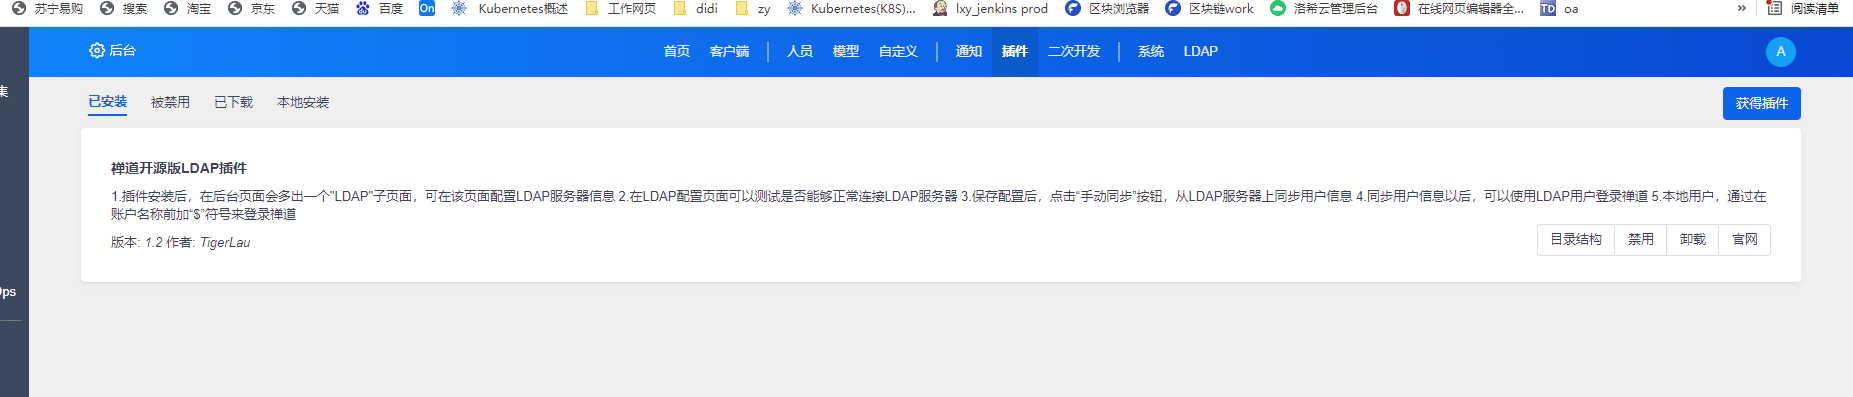 苏宁易购 搜索 淘宝 京东 天猫 百度 On Kubernetes概述 工作网页 didi zy Kubernetes(K8S)... lxy_jenkins prod 区块浏览器 区块链work 洛希云管理后台 在线网页编辑器全... TD oa » 阅读清单
后台 首页 客户端 人员 模型 自定义 通知 插件 二次开发 系统 LDAP A
集
已安装 被禁用 已下载 本地安装 获得插件
禅道开源版LDAP插件
1.插件安装后，在后台页面会多出一个"LDAP"子页面，可在该页面配置LDAP服务器信息 2.在LDAP配置页面可以测试是否能够正常连接LDAP服务器 3.保存配置后，点击“手动同步”按钮，从LDAP服务器上同步用户信息 4.同步用户信息以后，可以使用LDAP用户登录禅道 5.本地用户，通过在
账户名称前加“$”符号来登录禅道
版本: 1.2 作者: TigerLau
目录结构 禁用 卸载 官网
Ops